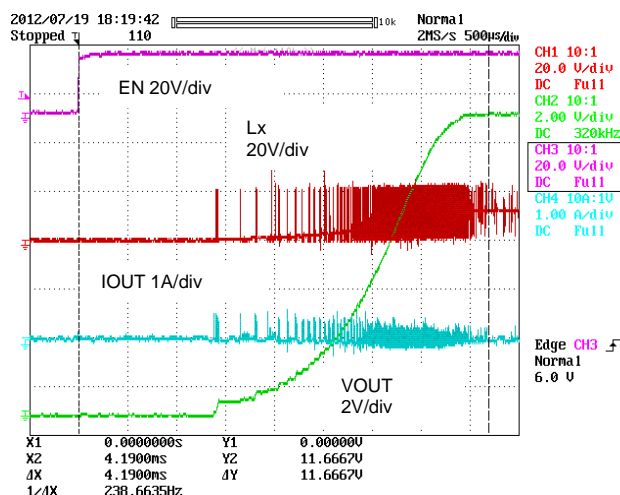 2012/07/19 18:19:42 10k Normal
Stopped 110 2MS/s 500µs/div
CH1 10:1
20.0 V/div
DC Full
CH2 10:1
2.00 V/div
DC 320kHz
CH3 10:1
20.0 V/div
DC Full
CH4 10A:1V
1.00 A/div
DC Full
EN 20V/div
Lx
20V/div
IOUT 1A/div
VOUT
2V/div
Edge CH3
Normal
6.0 V
X1 0.0000000s Y1 0.00000V
X2 4.1900ms Y2 11.6667V
ΔX 4.1900ms ΔY 11.6667V
1/ΔX 238.6635Hz